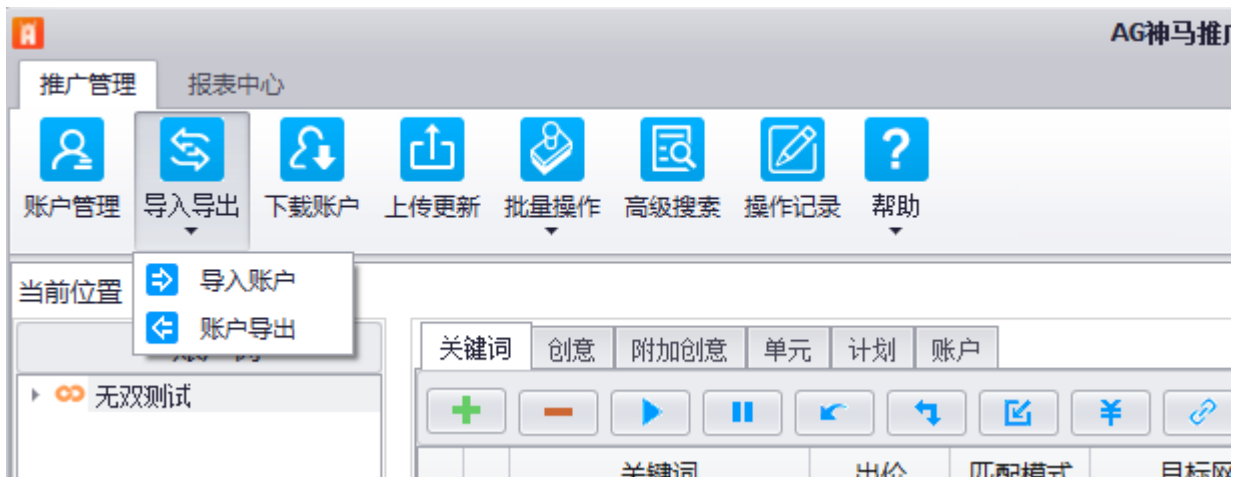 AG神马推广
推广管理 报表中心
账户管理 导入导出 下载账户 上传更新 批量操作 高级搜索 操作记录 帮助
导入账户
当前位置
账户导出
关键词 创意 附加创意 单元 计划 账户
无双测试
关键词 出价 匹配模式 目标网